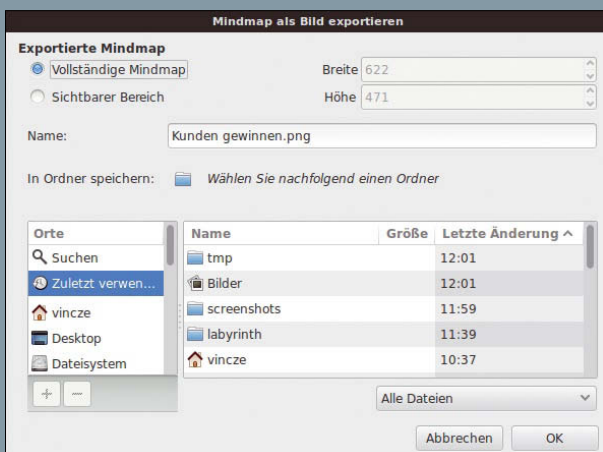 Mindmap als Bild exportieren
Exportierte Mindmap
Vollständige Mindmap Breite 622
Sichtbarer Bereich Höhe 471
Name: Kunden gewinnen.png
In Ordner speichern: Wählen Sie nachfolgend einen Ordner
Orte Name Größe Letzte Änderung
Suchen tmp 12:01
Zuletzt verwen... Bilder 12:01
vincze screenshots 11:59
Desktop labyrinth 11:39
Dateisystem vincze 10:37
Alle Dateien
Abbrechen OK